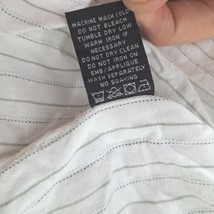 MACHINE WASH COLD
DO NOT BLEACH
TUMBLE DRY LOW
WARM IRON IF
NECESSARY
DO NOT DRY CLEAN
DO NOT IRON ON
EMB/APPLIQUE
WASH SEPARATELY
NO SOAKING